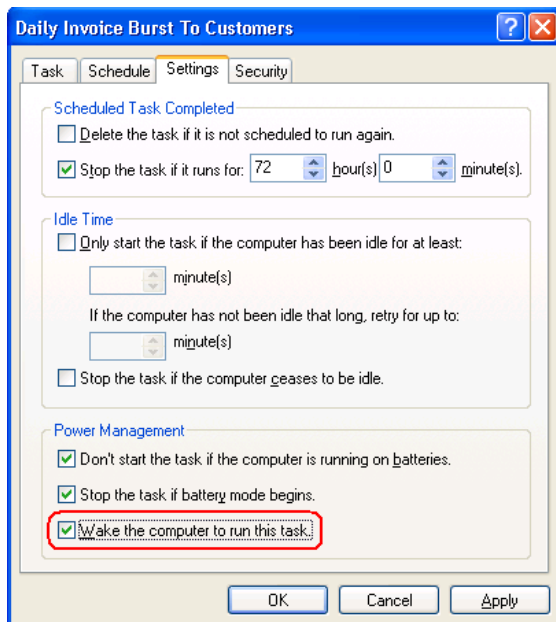 Daily Invoice Burst To Customers
Task Schedule Settings Security
Scheduled Task Completed
Delete the task if it is not scheduled to run again.
Stop the task if it runs for: 72 hour(s) 0 minute(s).
Idle Time
Only start the task if the computer has been idle for at least:
minute(s)
If the computer has not been idle that long, retry for up to:
minute(s)
Stop the task if the computer ceases to be idle.
Power Management
Don't start the task if the computer is running on batteries.
Stop the task if battery mode begins.
Wake the computer to run this task.
OK Cancel Apply